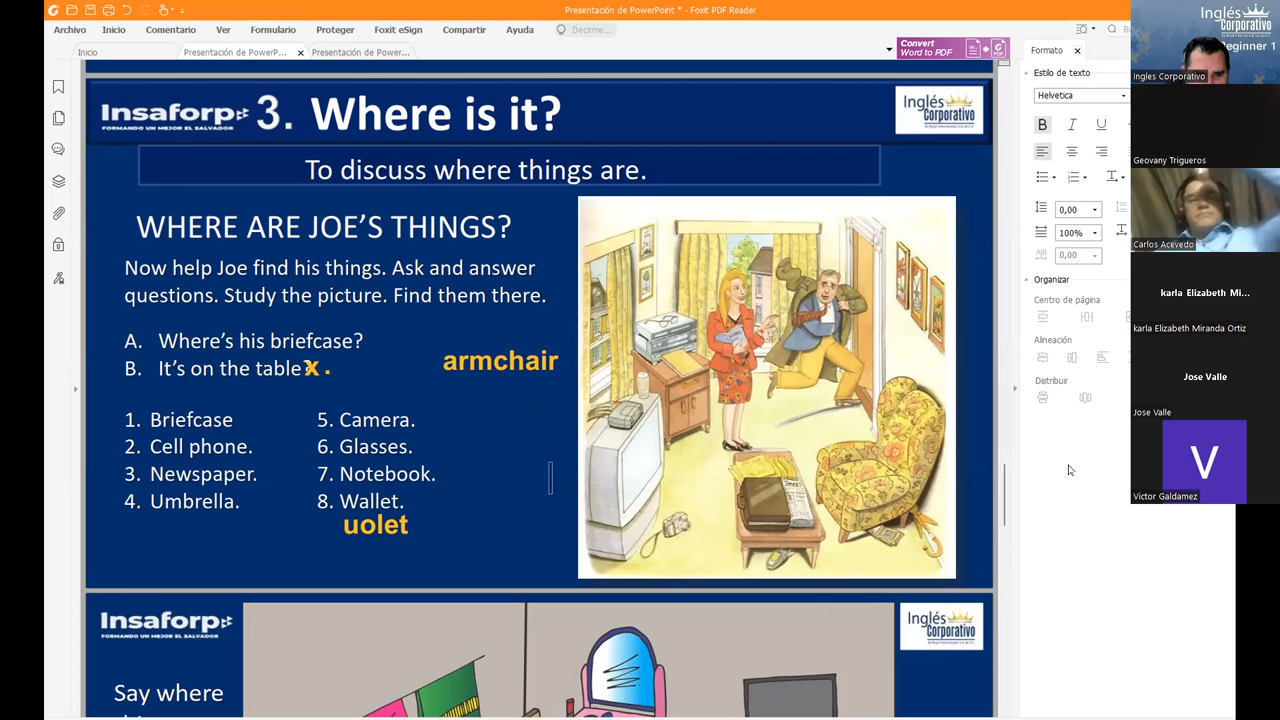 Presentación de PowerPoint * - Foxit PDF Reader
Archivo Inicio Comentario Ver Formulario Proteger Foxit eSign Compartir Ayuda Decirme...
Inicio Presentación de PowerP... Presentación de Power...
Convert
Word to PDF
Insaforp
FORMANDO UN MEJOR EL SALVADOR
3. Where is it?
Inglés
Corporativo
To discuss where things are.
WHERE ARE JOE'S THINGS?
Now help Joe find his things. Ask and answer
questions. Study the picture. Find them there.
A. Where's his briefcase?
B. It's on the table
x .
armchair
1. Briefcase
2. Cell phone.
3. Newspaper.
4. Umbrella.
5. Camera.
6. Glasses.
7. Notebook.
8. Wallet.
uolet
Insaforp
FORMANDO UN MEJOR EL SALVADOR
Inglés
Corporativo
Say where
Formato
Estilo de texto
Helvetica
B I U
0,00
100%
0,00
Organizar
Centro de página
Alineación
Distribuir
Inglés
Corporativo
Beginner 1
Ingles Corporativo
Geovany Trigueros
Carlos Acevedo
karla Elizabeth Mi...
karla Elizabeth Miranda Ortiz
Jose Valle
Jose Valle
V
Victor Galdamez